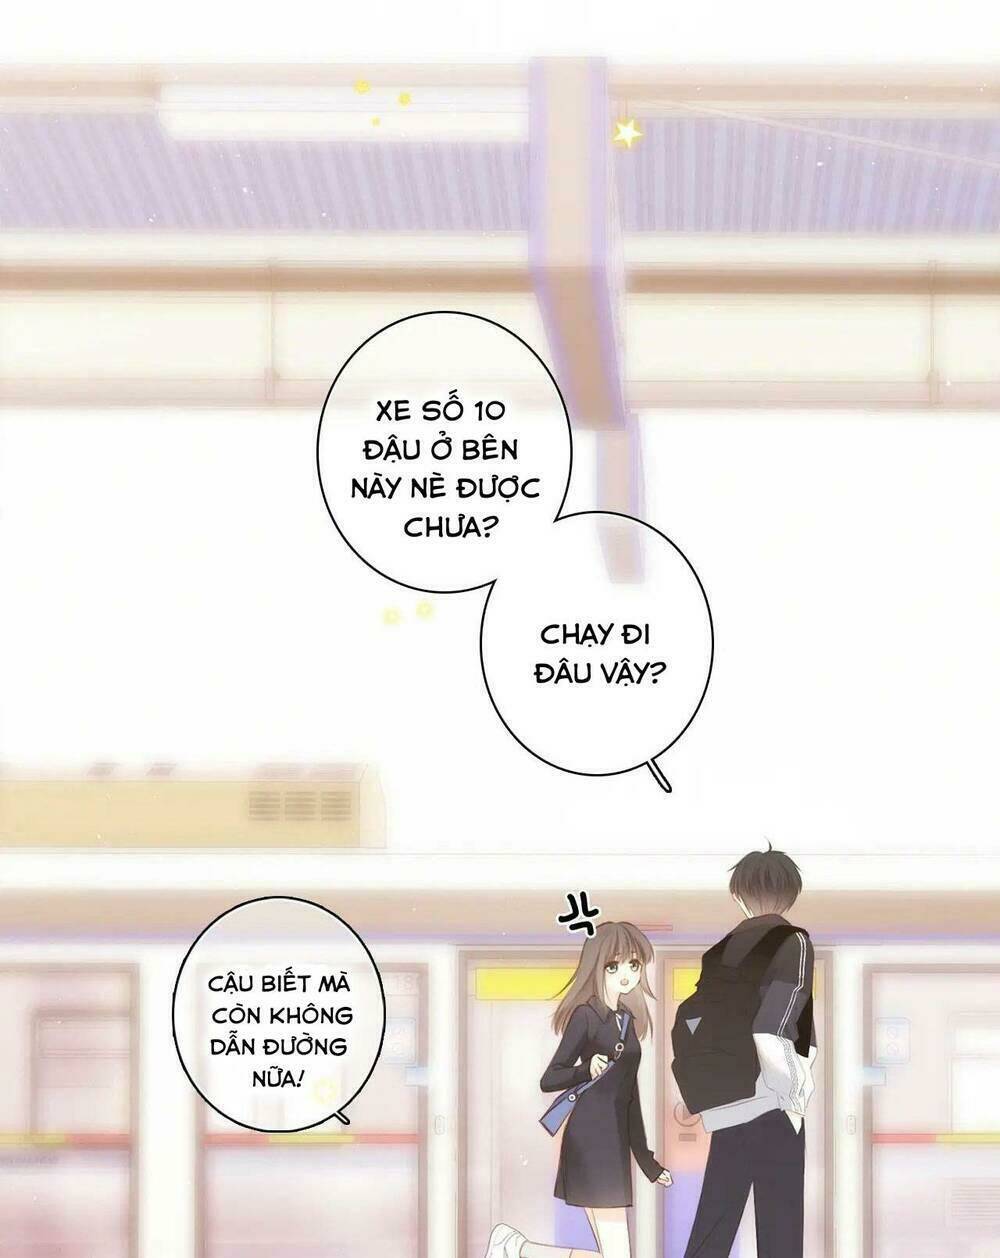 XE SỐ 10
ĐẬU Ở BÊN
NÀY NÈ ĐƯỢC
CHƯA?
CHẠY ĐI
ĐÂU VẬY?
CẬU BIẾT MÀ
CÒN KHÔNG
DẪN ĐƯỜNG
NỮA!